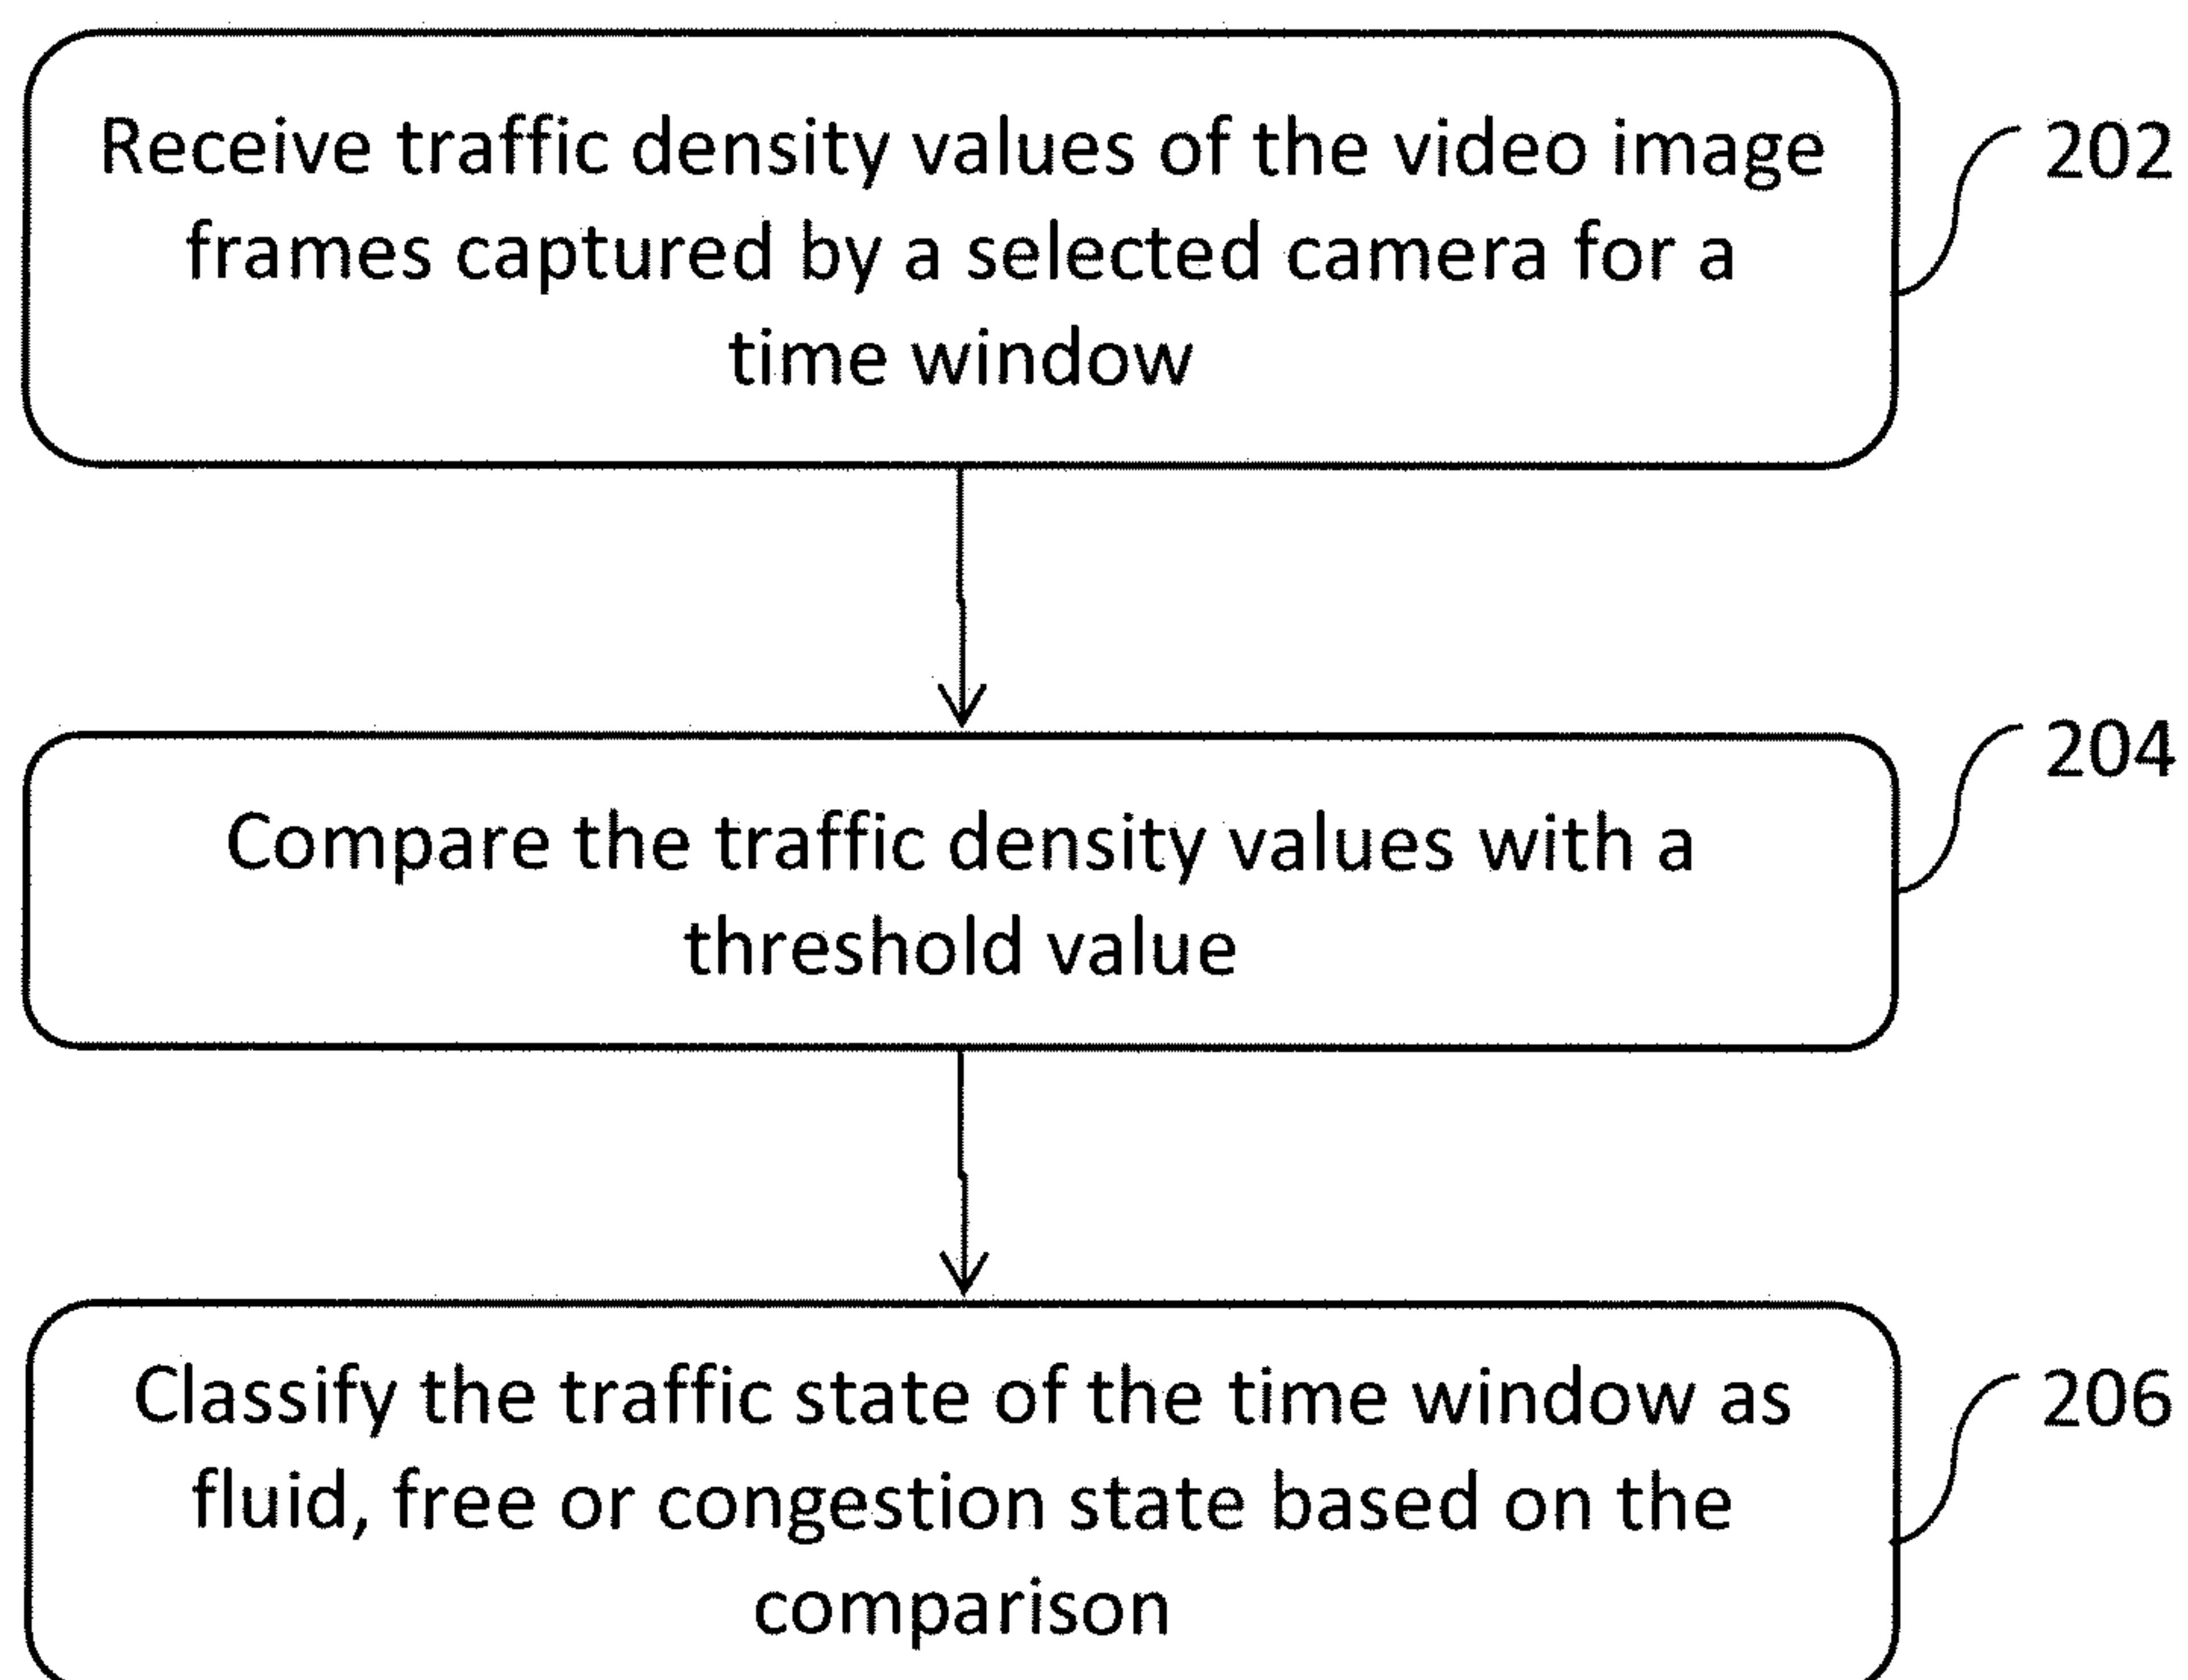 Receive traffic density values of the video image
frames captured by a selected camera for a
time window
202
Compare the traffic density values with a
threshold value
204
Classify the traffic state of the time window as
fluid, free or congestion state based on the
comparison
206